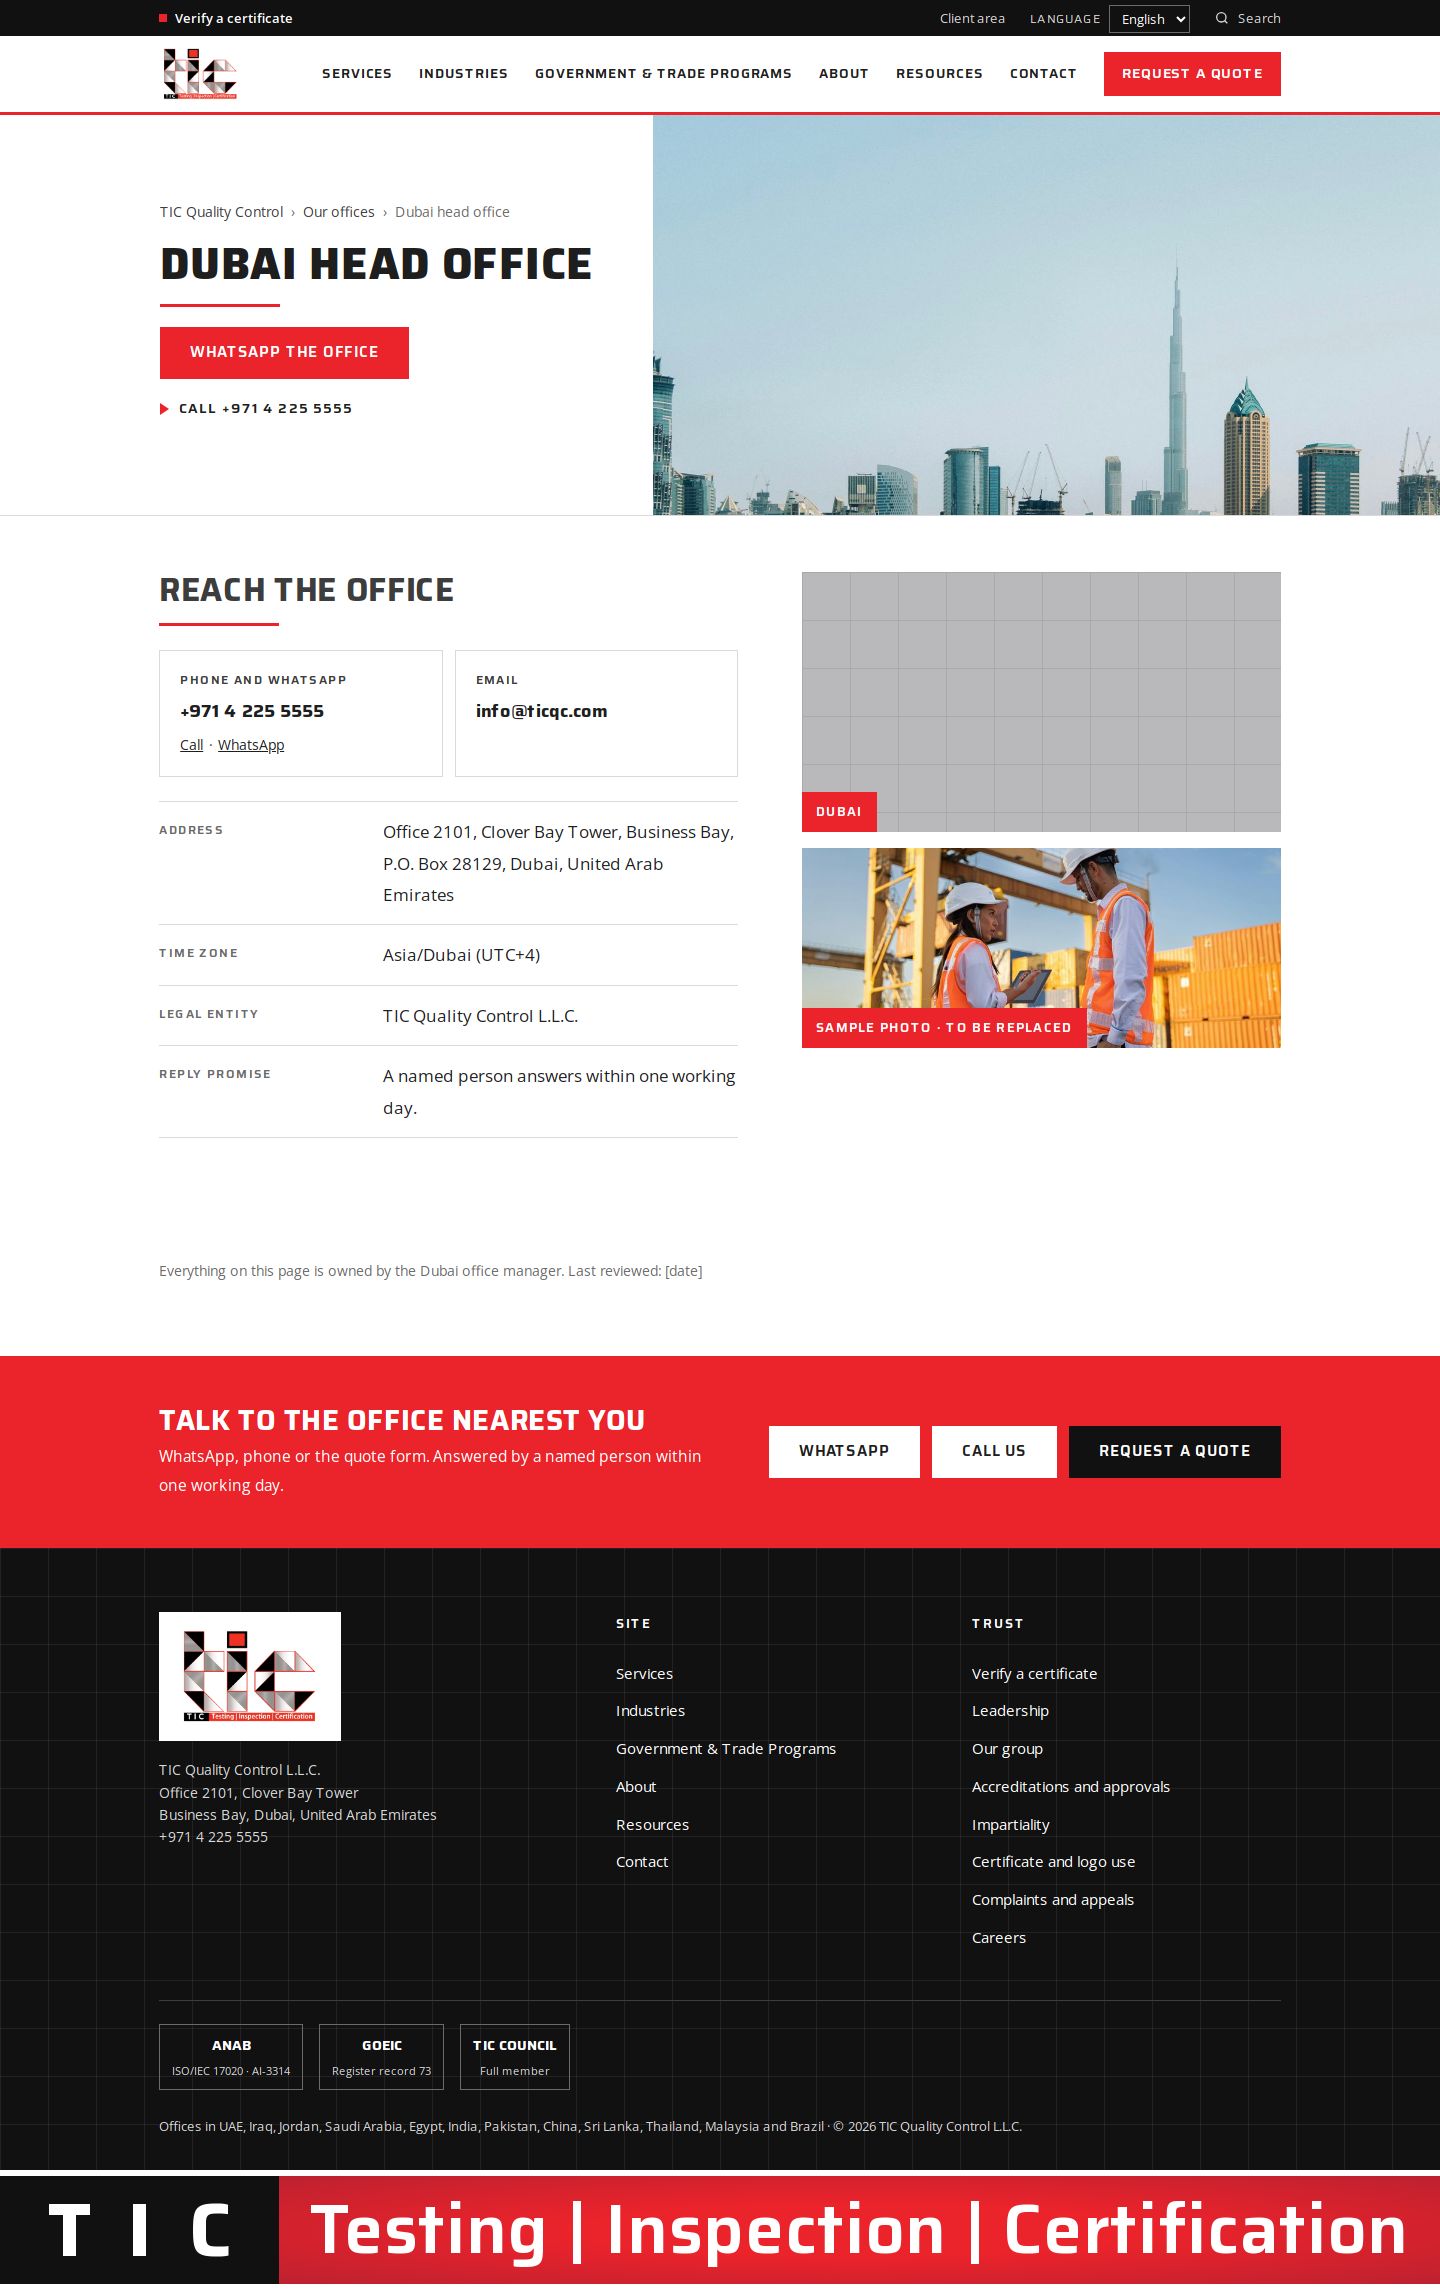 Verify a certificate
Client area
LANGUAGE
English
Search
tic
TIC Testing | Inspection | Certification
SERVICES
INDUSTRIES
GOVERNMENT & TRADE PROGRAMS
ABOUT
RESOURCES
CONTACT
REQUEST A QUOTE
TIC Quality Control › Our offices › Dubai head office
DUBAI HEAD OFFICE
WHATSAPP THE OFFICE
CALL +971 4 225 5555
REACH THE OFFICE
PHONE AND WHATSAPP
+971 4 225 5555
Call · WhatsApp
EMAIL
info@ticqc.com
ADDRESS
Office 2101, Clover Bay Tower, Business Bay,
P.O. Box 28129, Dubai, United Arab
Emirates
TIME ZONE
Asia/Dubai (UTC+4)
LEGAL ENTITY
TIC Quality Control L.L.C.
REPLY PROMISE
A named person answers within one working
day.
DUBAI
SAMPLE PHOTO · TO BE REPLACED
Everything on this page is owned by the Dubai office manager. Last reviewed: [date]
TALK TO THE OFFICE NEAREST YOU
WhatsApp, phone or the quote form. Answered by a named person within
one working day.
WHATSAPP
CALL US
REQUEST A QUOTE
tic
TIC Testing | Inspection | Certification
TIC Quality Control L.L.C.
Office 2101, Clover Bay Tower
Business Bay, Dubai, United Arab Emirates
+971 4 225 5555
SITE
Services
Industries
Government & Trade Programs
About
Resources
Contact
TRUST
Verify a certificate
Leadership
Our group
Accreditations and approvals
Impartiality
Certificate and logo use
Complaints and appeals
Careers
ANAB
ISO/IEC 17020 · AI-3314
GOEIC
Register record 73
TIC COUNCIL
Full member
Offices in UAE, Iraq, Jordan, Saudi Arabia, Egypt, India, Pakistan, China, Sri Lanka, Thailand, Malaysia and Brazil · © 2026 TIC Quality Control L.L.C.
TIC Testing | Inspection | Certification